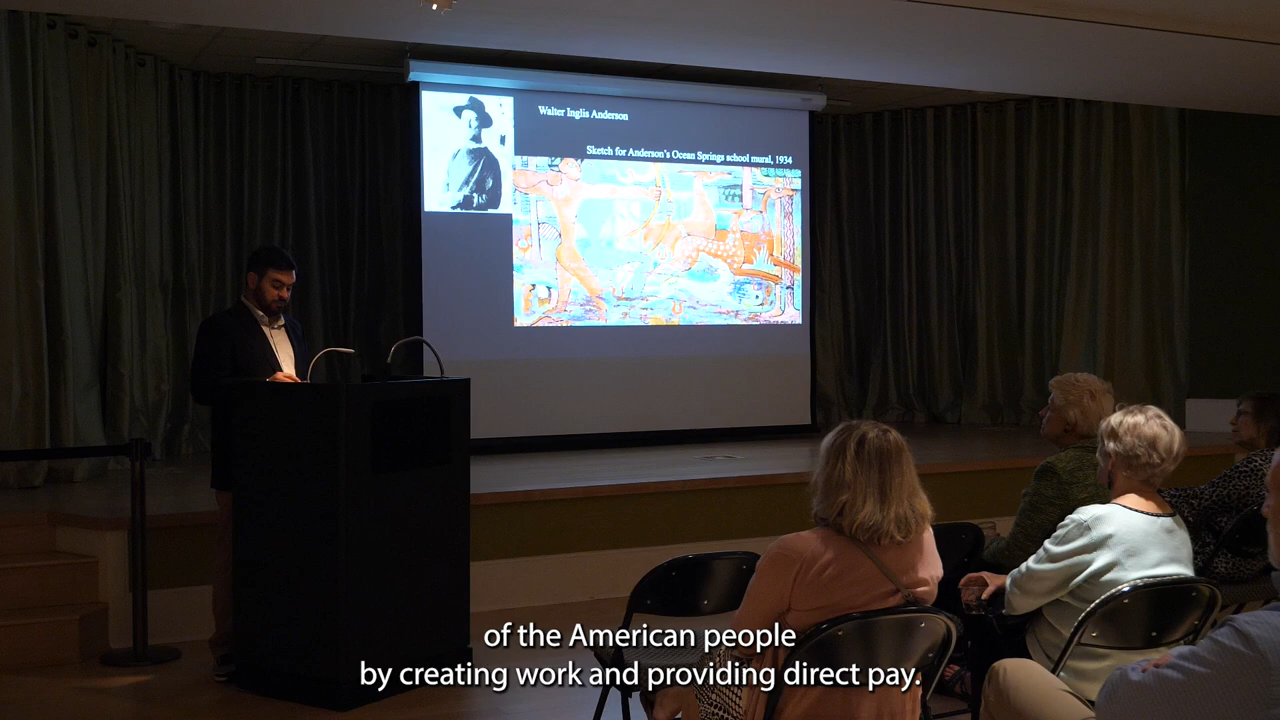 Walter Inglis Anderson
Sketch for Anderson's Ocean Springs school mural, 1934
of the American people
by creating work and providing direct pay.